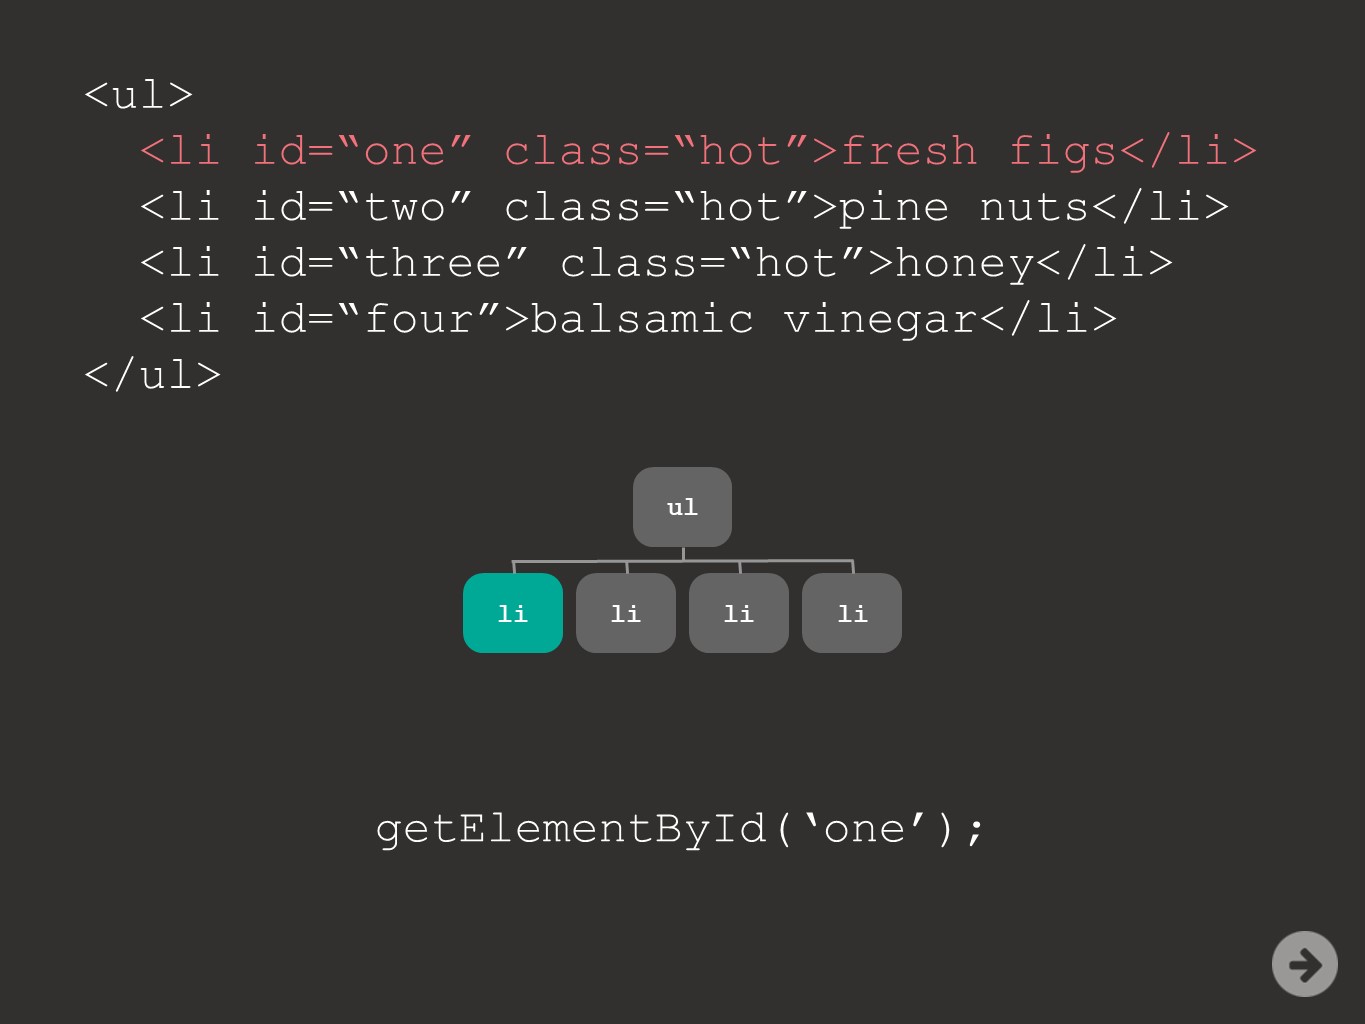 <ul>
<li id=“one” class=“hot”>fresh figs</li>
<li id=“two” class=“hot”>pine nuts</li>
<li id=“three” class=“hot”>honey</li>
<li id=“four”>balsamic vinegar</li>
</ul>
ul
li li li li
getElementById(‘one’);